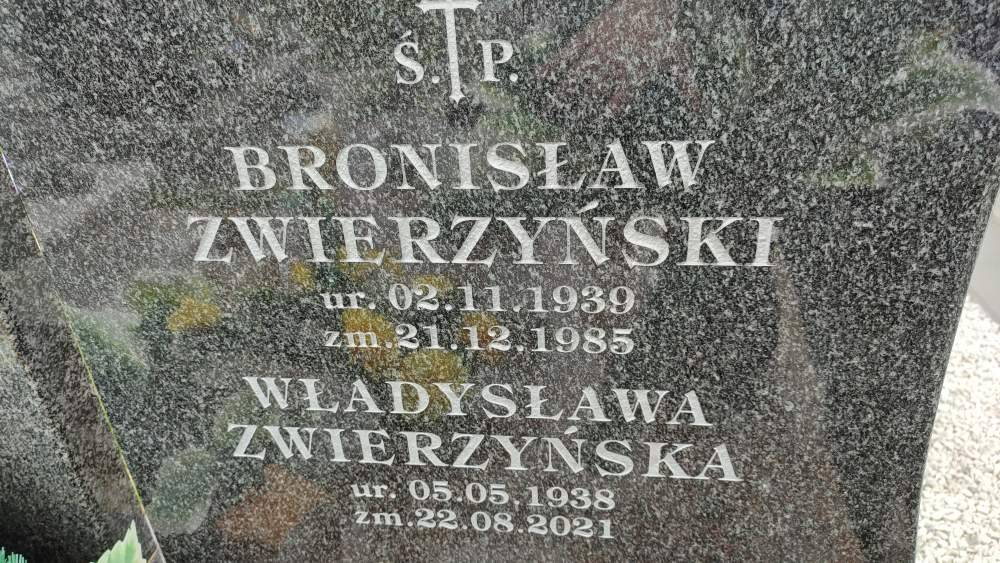 Ś. P.
BRONISŁAW
ZWIERZYŃSKI
ur. 02.11.1939
zm.21.12.1985
WŁADYSŁAWA
ZWIERZYŃSKA
ur. 05.05.1938
zm.22.08.2021